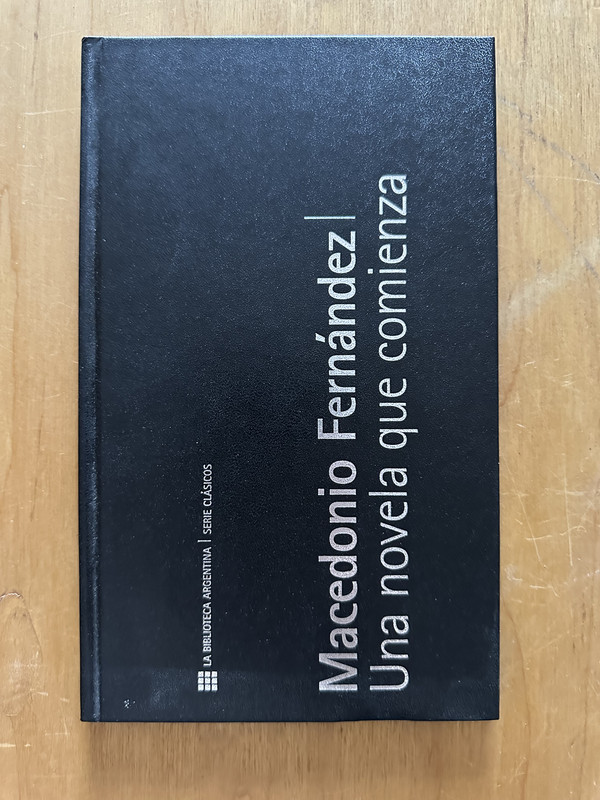 LA BIBLIOTECA ARGENTINA | SERIE CLÁSICOS
Macedonio Fernández|
Una novela que comienza